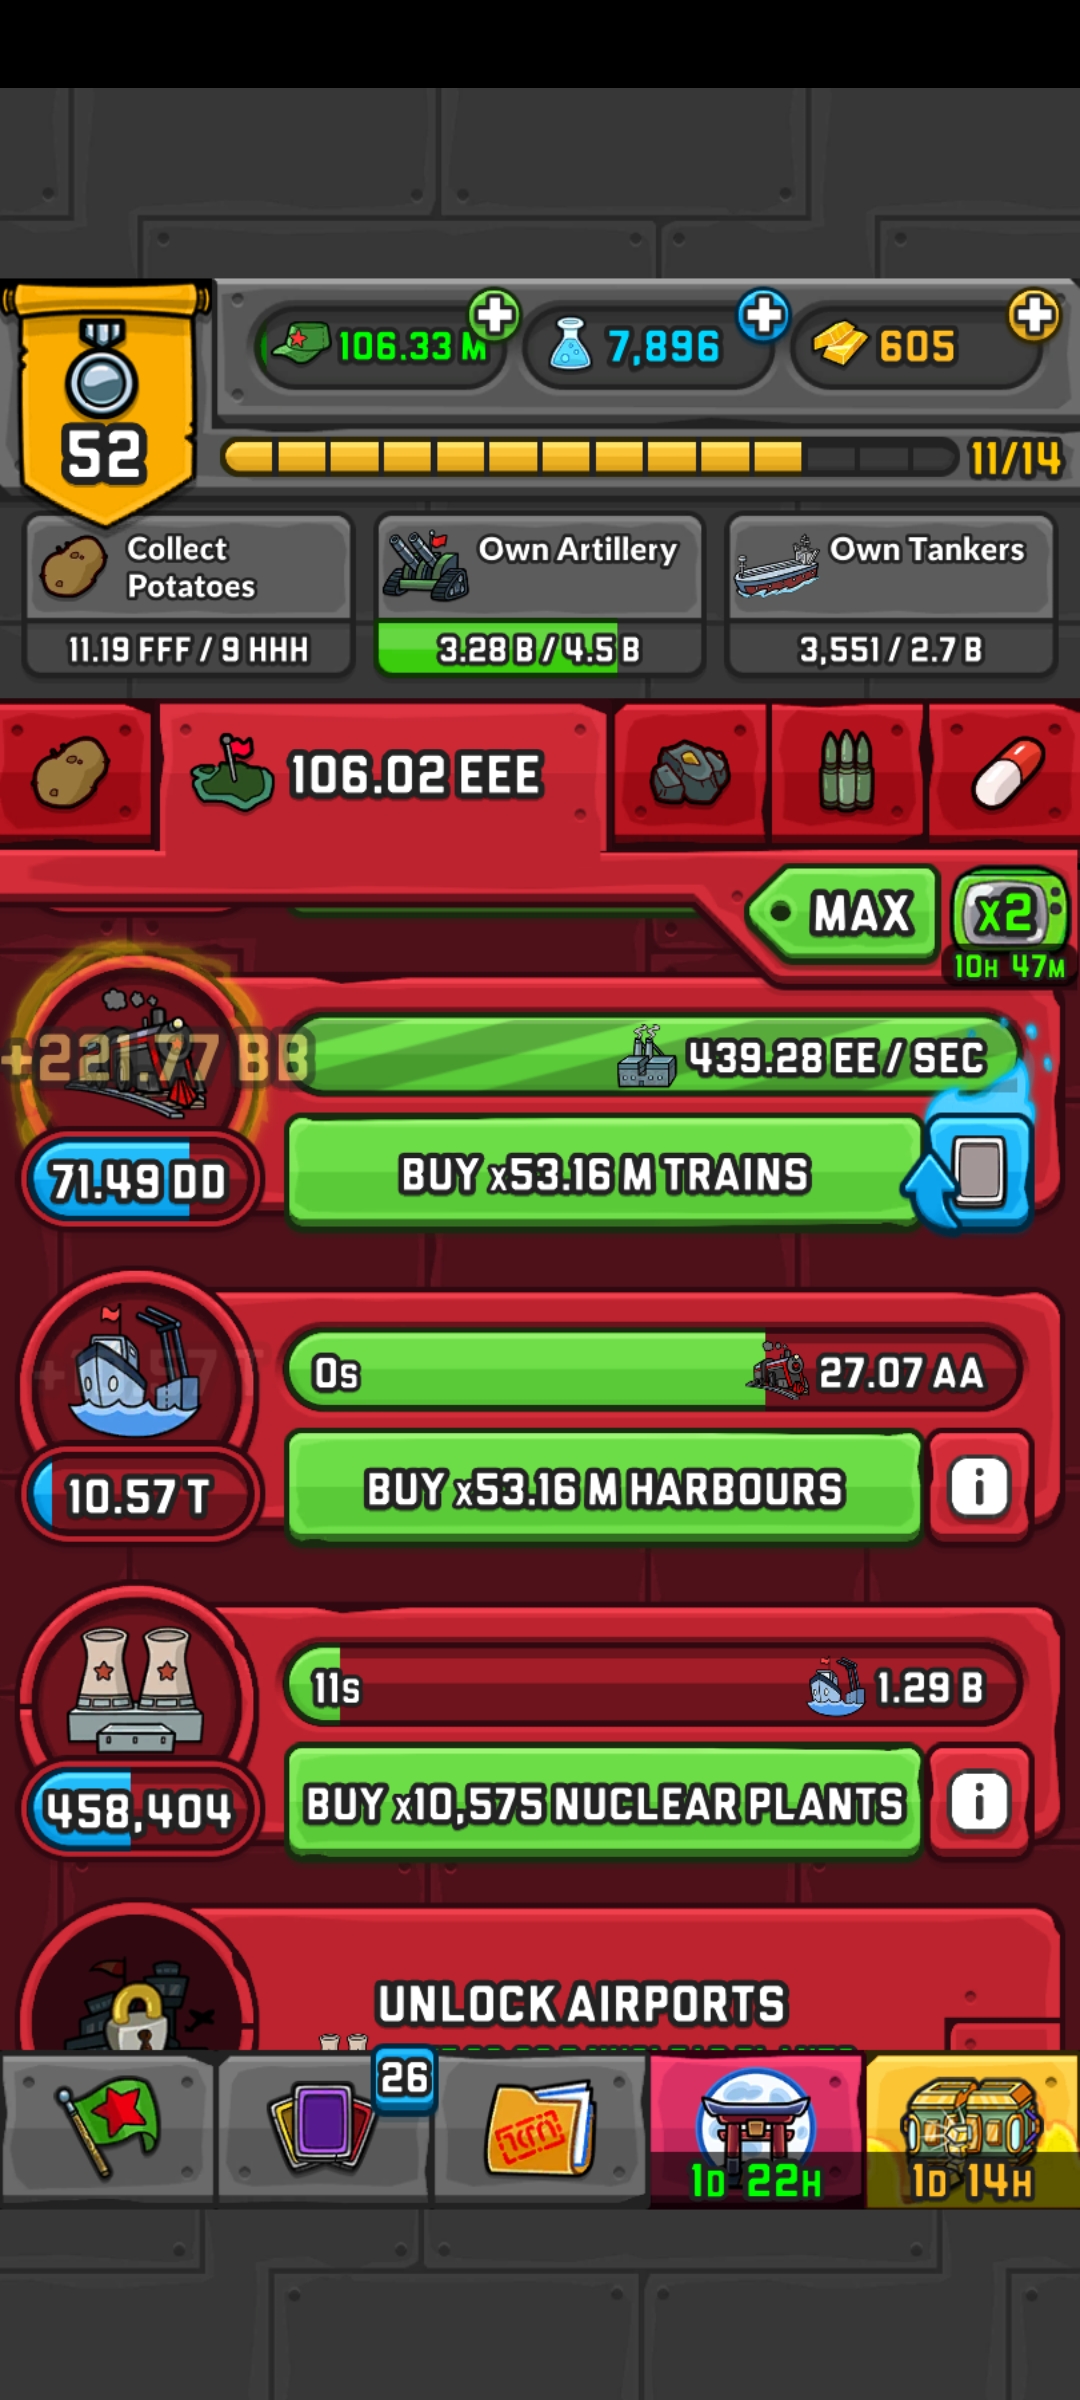 106.33 M
7,896
605
52
11/14
Collect
Potatoes
11.19 FFF / 9 HHH
Own Artillery
3.28 B / 4.5 B
Own Tankers
3,551 / 2.7 B
106.02 EEE
MAX
x2
10H 47M
+221.77 BB
439.28 EE / SEC
71.49 DD
BUY x53.16 M TRAINS
0s
27.07 AA
10.57 T
BUY x53.16 M HARBOURS
i
11s
1.29 B
458,404
BUY x10,575 NUCLEAR PLANTS
i
UNLOCK AIRPORTS
26
1D 22H
1D 14H